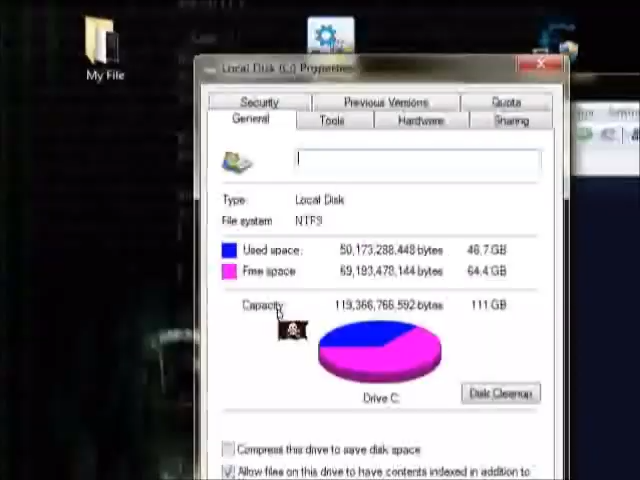 My File
Local Disk (C:) Properties
Security Previous Versions Quota
General Tools Hardware Sharing
Type: Local Disk
File system: NTFS
Used space: 50,173,288,448 bytes 46.7 GB
Free space: 69,193,478,144 bytes 64.4 GB
Capacity: 119,366,766,592 bytes 111 GB
Drive C:
Disk Cleanup
Compress this drive to save disk space
Allow files on this drive to have contents indexed in addition to